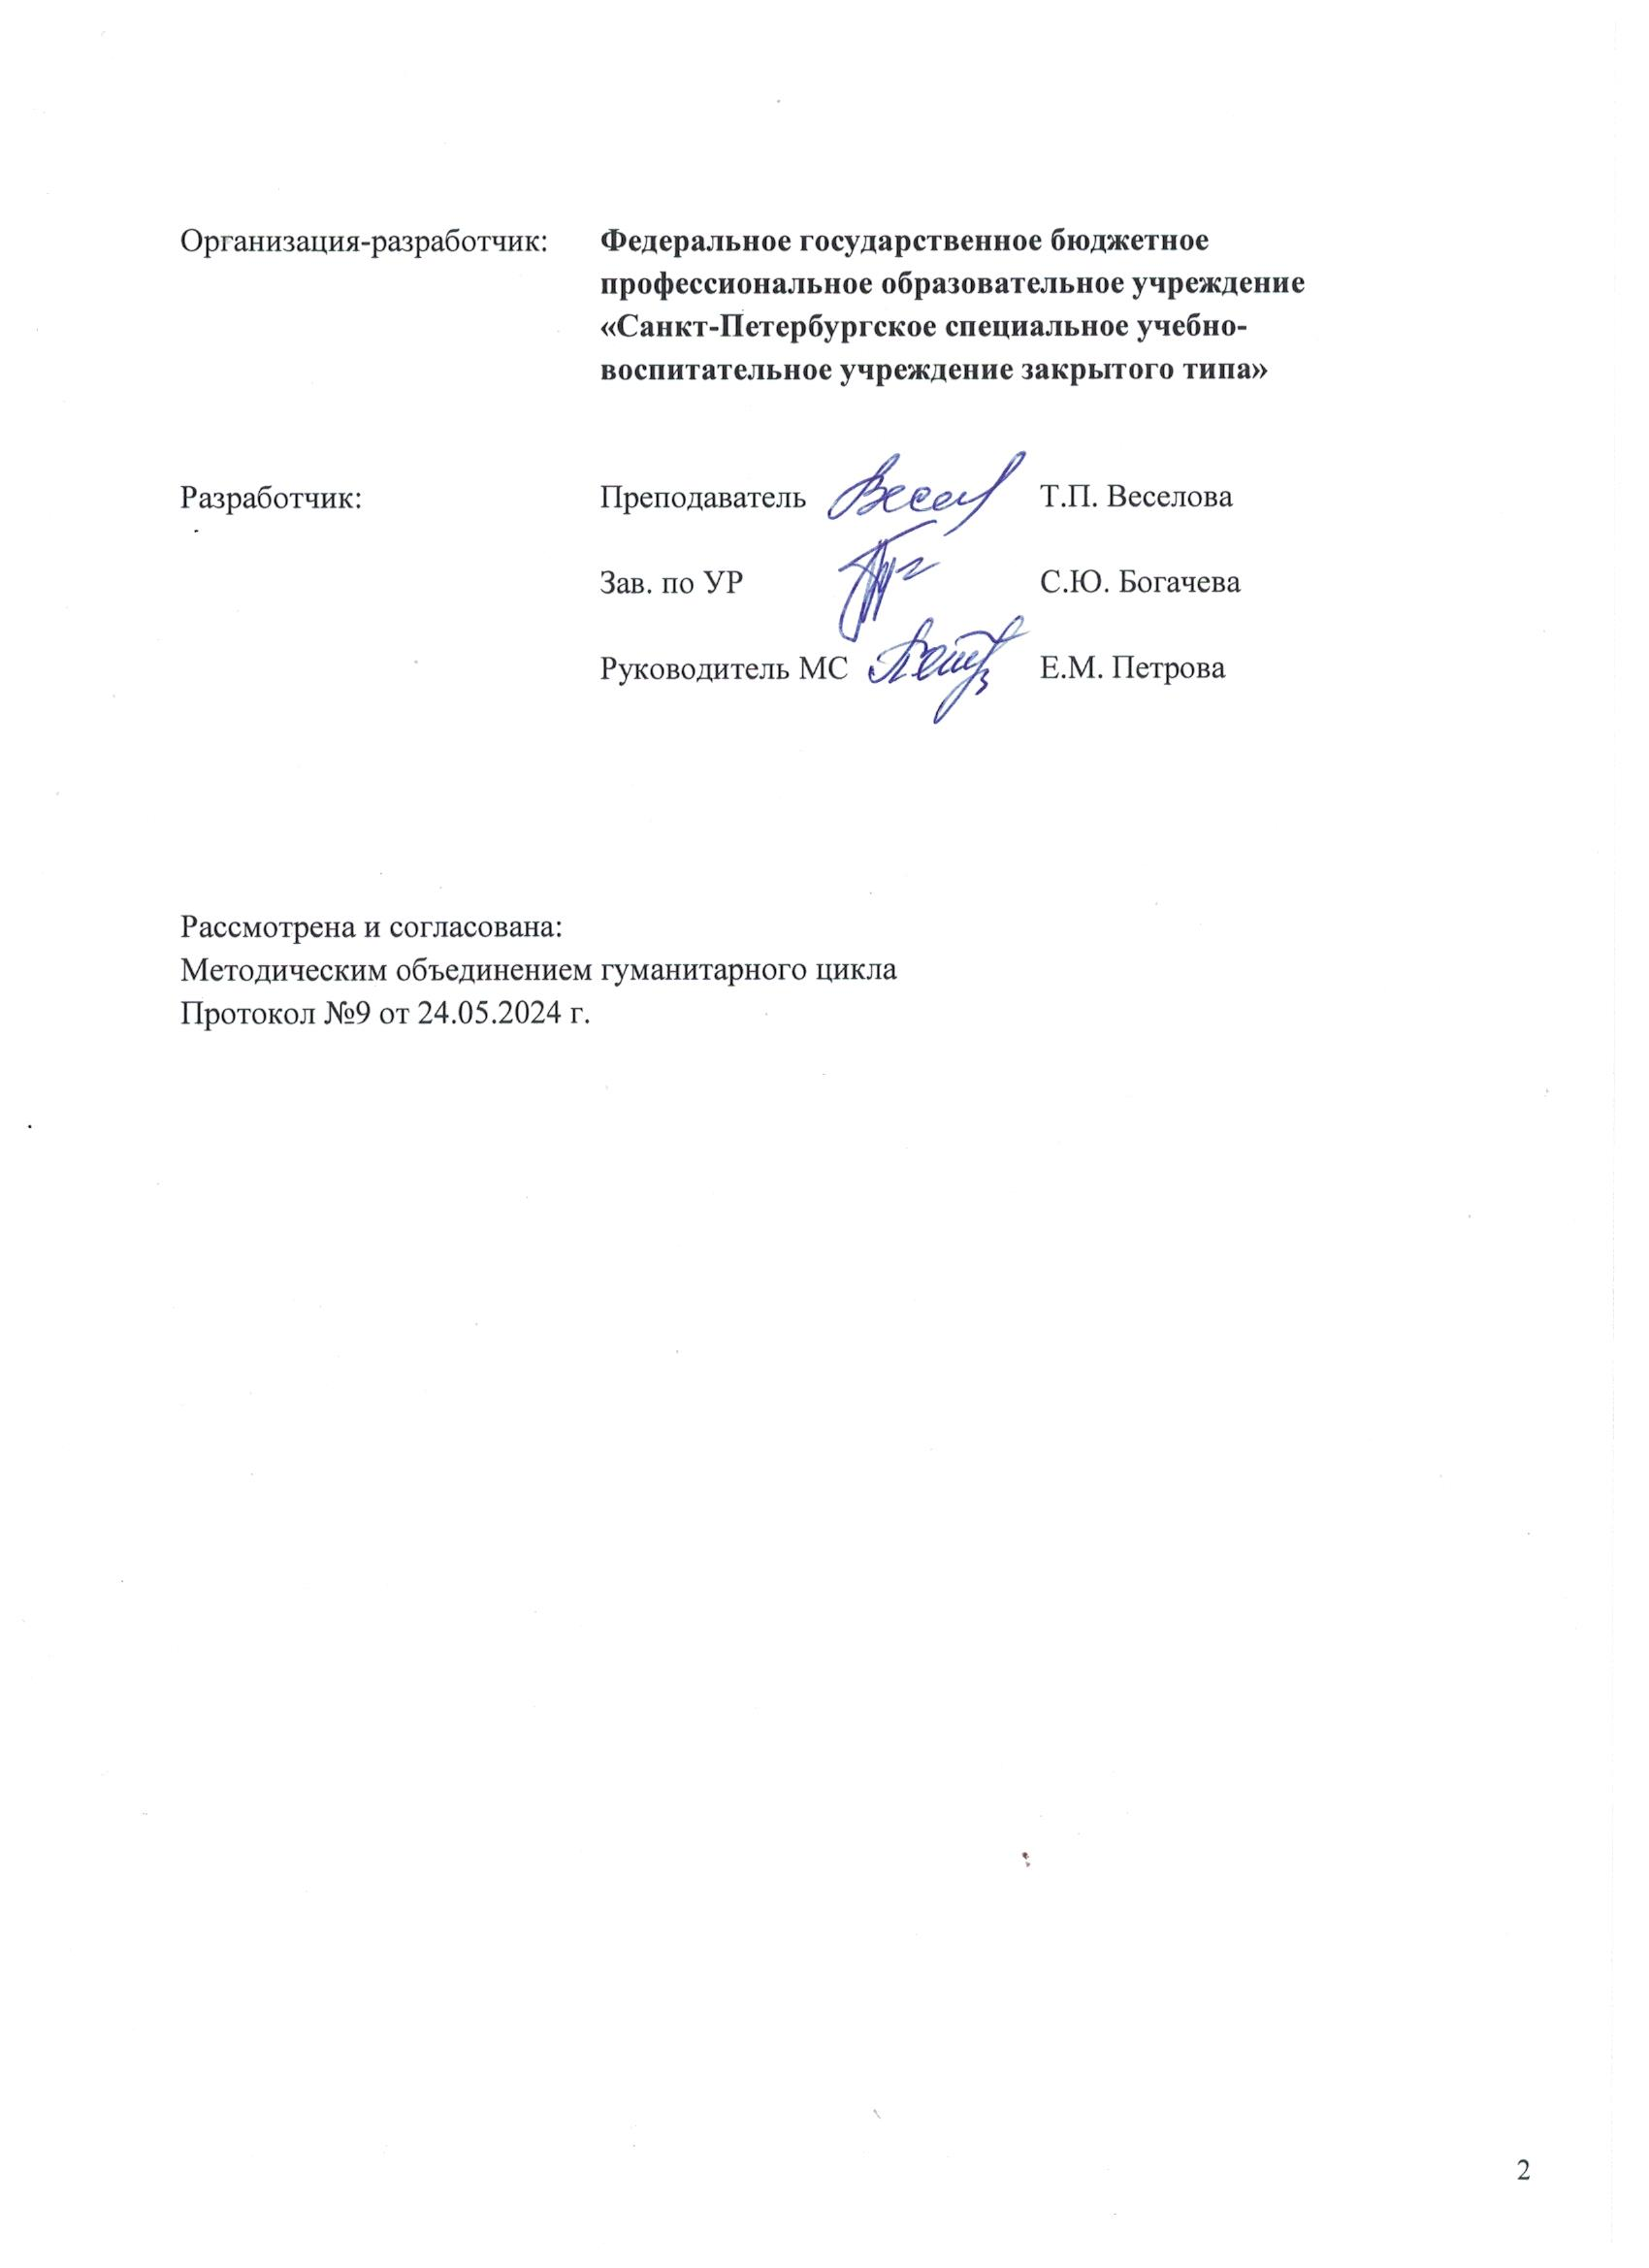 Организация-разработчик: Федеральное государственное бюджетное
профессиональное образовательное учреждение
«Санкт-Петербургское специальное учебно-
воспитательное учреждение закрытого типа»
Разработчик: Преподаватель Т.П. Веселова
Зав. по УР С.Ю. Богачева
Руководитель МС Е.М. Петрова
Рассмотрена и согласована:
Методическим объединением гуманитарного цикла
Протокол №9 от 24.05.2024 г.
2